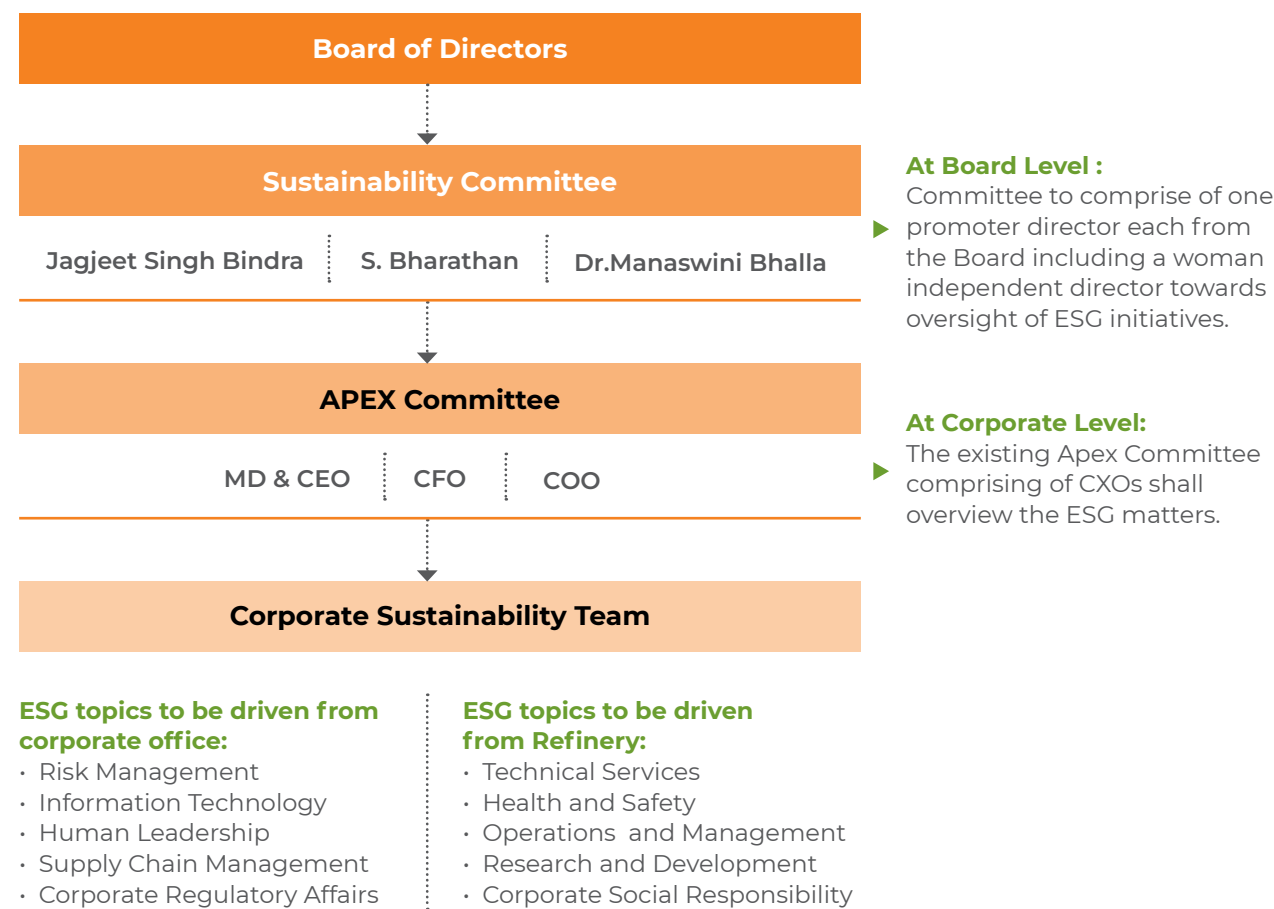 Board of Directors
Sustainability Committee
Jagjeet Singh Bindra
S. Bharathan
Dr.Manaswini Bhalla
At Board Level :
Committee to comprise of one
promoter director each from
the Board including a woman
independent director towards
oversight of ESG initiatives.
APEX Committee
MD & CEO
CFO
COO
At Corporate Level:
The existing Apex Committee
comprising of CXOs shall
overview the ESG matters.
Corporate Sustainability Team
ESG topics to be driven from
corporate office:
• Risk Management
• Information Technology
• Human Leadership
• Supply Chain Management
• Corporate Regulatory Affairs
ESG topics to be driven
from Refinery:
• Technical Services
• Health and Safety
• Operations and Management
• Research and Development
• Corporate Social Responsibility